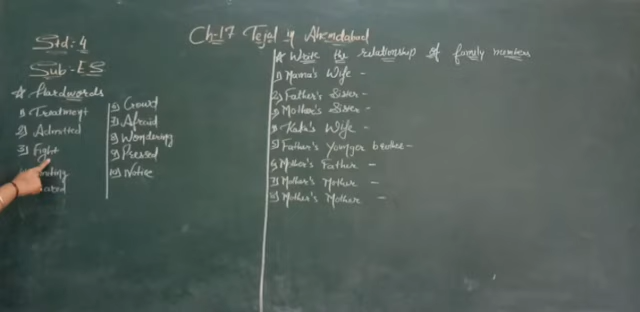 Ch-17 Tejal in Ahemdabad
Std: 4
Sub-ES
* Hardwords
1) Treatment
2) Admitted
3) Fight
6) Crowd
7) Afraid
8) Wondering
9) Pressed
10) Notice
* Write the relationship of family members
1) Mama's Wife -
2) Father's Sister -
3) Mother's Sister -
4) Kaka's Wife -
5) Father's Younger brother -
6) Mother's Father -
7) Mother's Mother -
8) Mother's Mother -